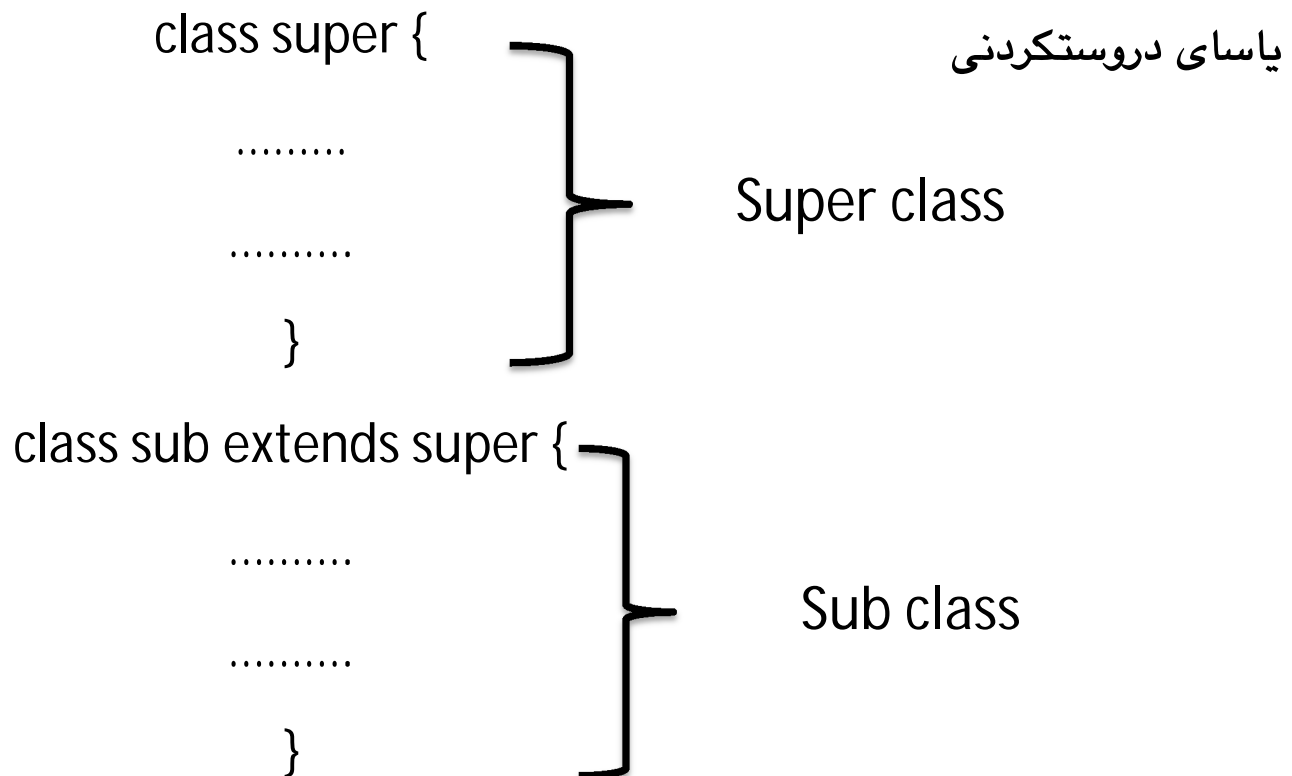 class super {
یاسای دروستکردنی
.........
Super class
..........
}
class sub extends super {
..........
Sub class
..........
}